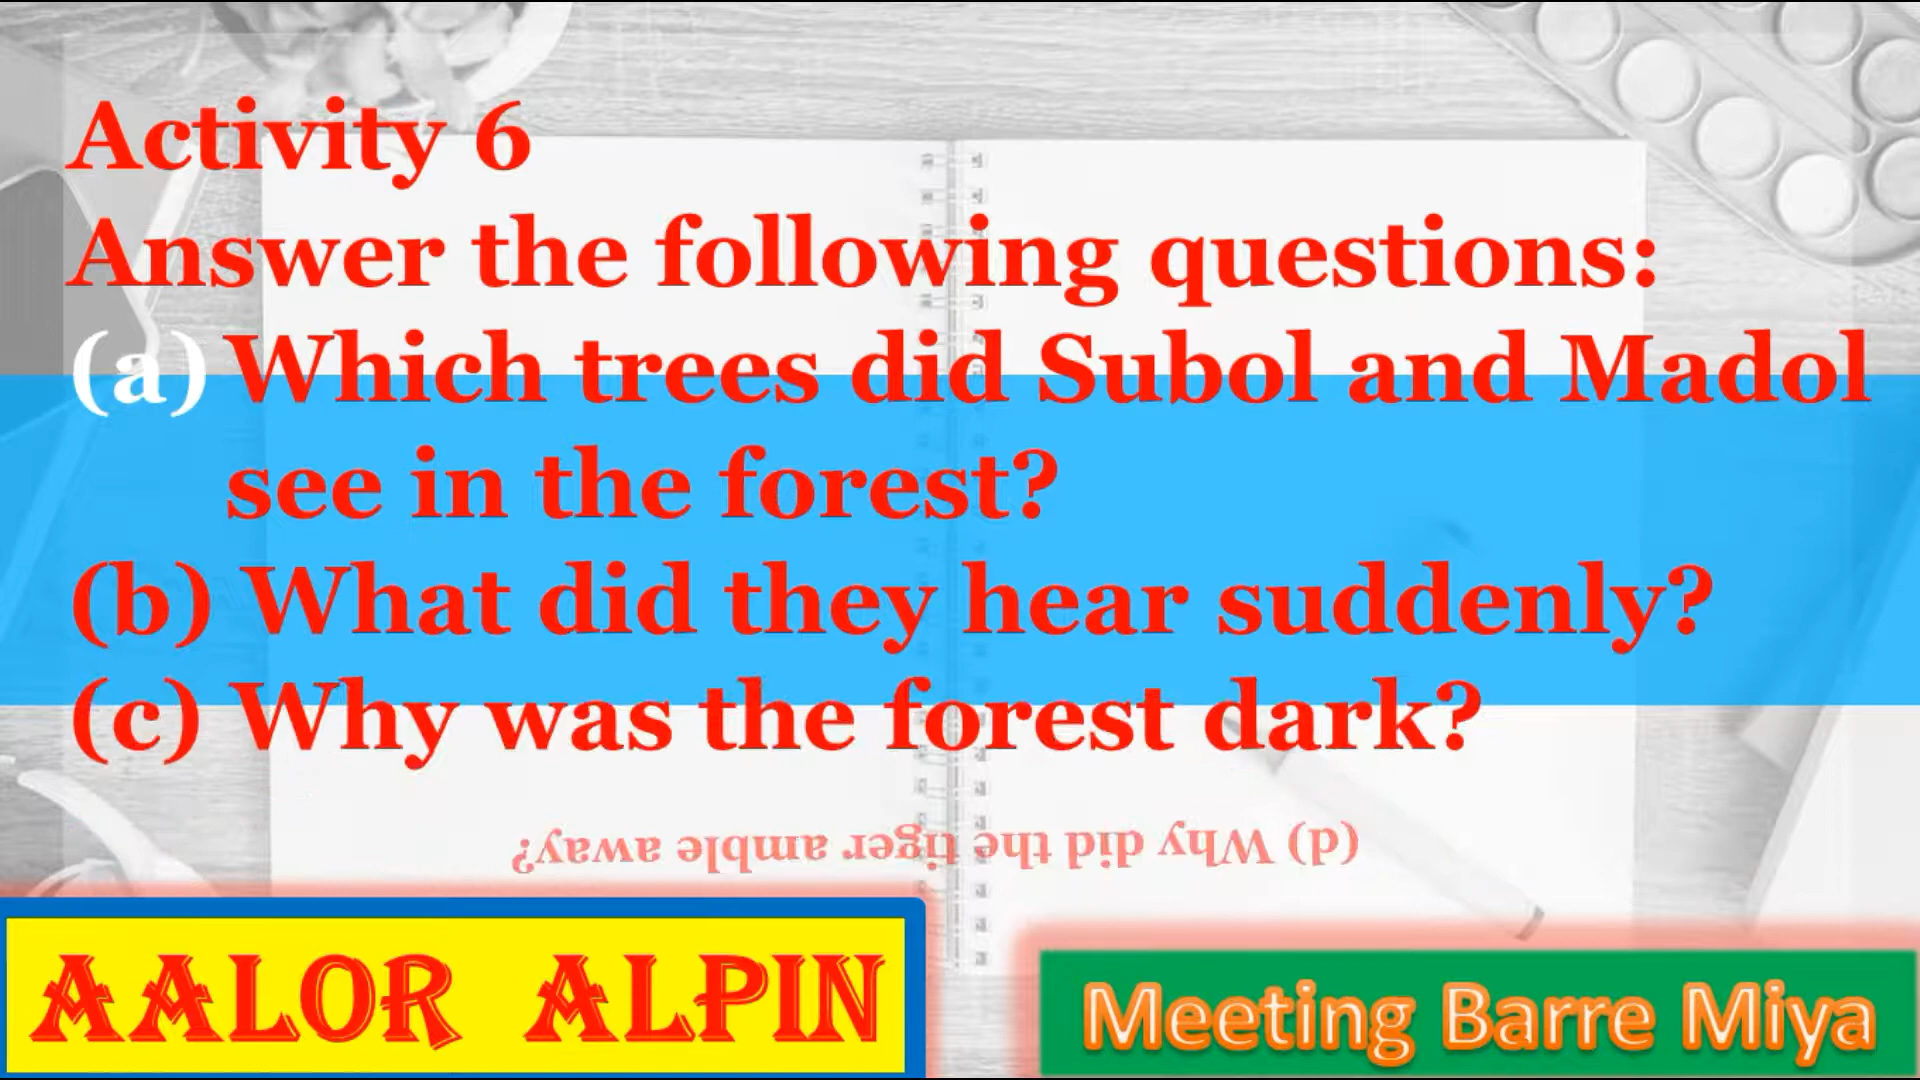 Activity 6
Answer the following questions:
(a) Which trees did Subol and Madol
see in the forest?
(b) What did they hear suddenly?
(c) Why was the forest dark?
(d) Why did the tiger amble away?
AALOR ALPIN
Meeting Barre Miya